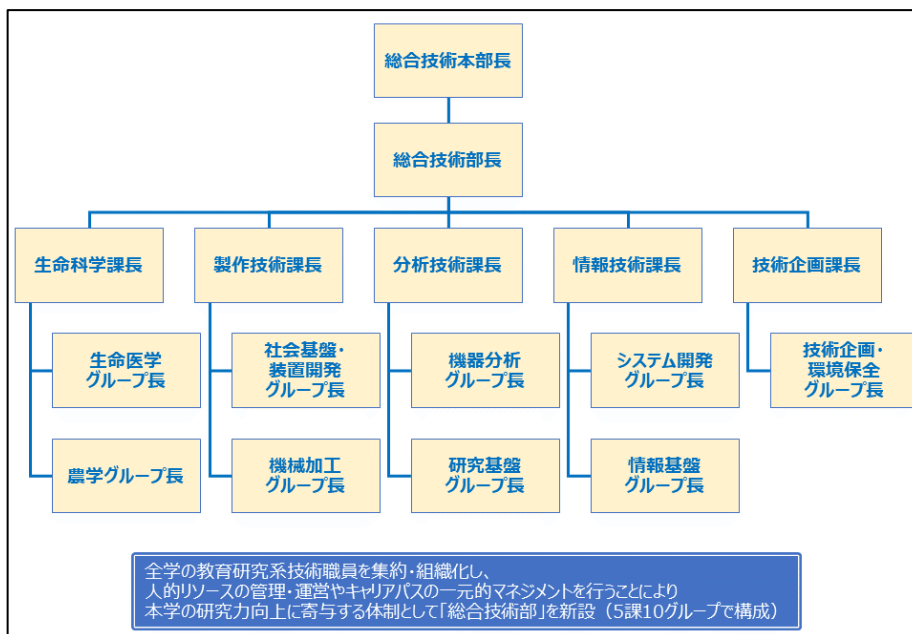 総合技術本部長
総合技術部長
生命科学課長
製作技術課長
分析技術課長
情報技術課長
技術企画課長
生命医学
グループ長
社会基盤・
装置開発
グループ長
機器分析
グループ長
システム開発
グループ長
技術企画・
環境保全
グループ長
農学グループ長
機械加工
グループ長
研究基盤
グループ長
情報基盤
グループ長
全学の教育研究系技術職員を集約・組織化し、
人的リソースの管理・運営やキャリアパスの一元的マネジメントを行うことにより
本学の研究力向上に寄与する体制として「総合技術部」を新設（5課10グループで構成）